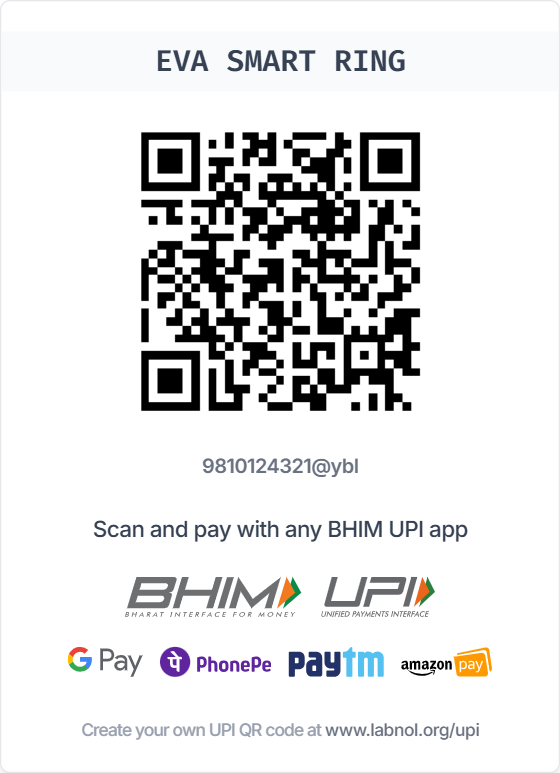 EVA SMART RING
9810124321@ybl
Scan and pay with any BHIM UPI app
BHIM UPI
BHARAT INTERFACE FOR MONEY UNIFIED PAYMENTS INTERFACE
G Pay पे PhonePe paytm amazon pay
Create your own UPI QR code at www.labnol.org/upi